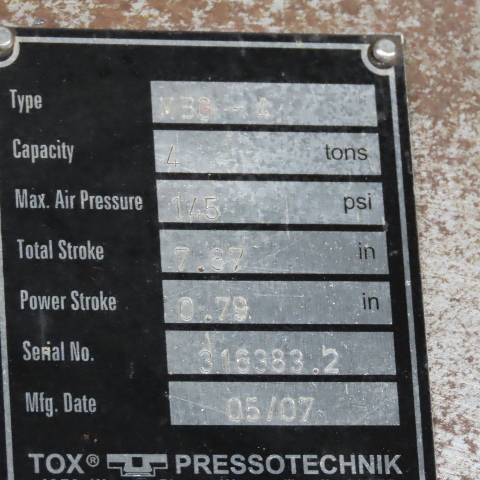 Type
Capacity 4 tons
Max. Air Pressure 145 psi
Total Stroke 7.87 in
Power Stroke 0.79 in
Serial No. 316383.2
Mfg. Date 05/07
TOX® PRESSOTECHNIK